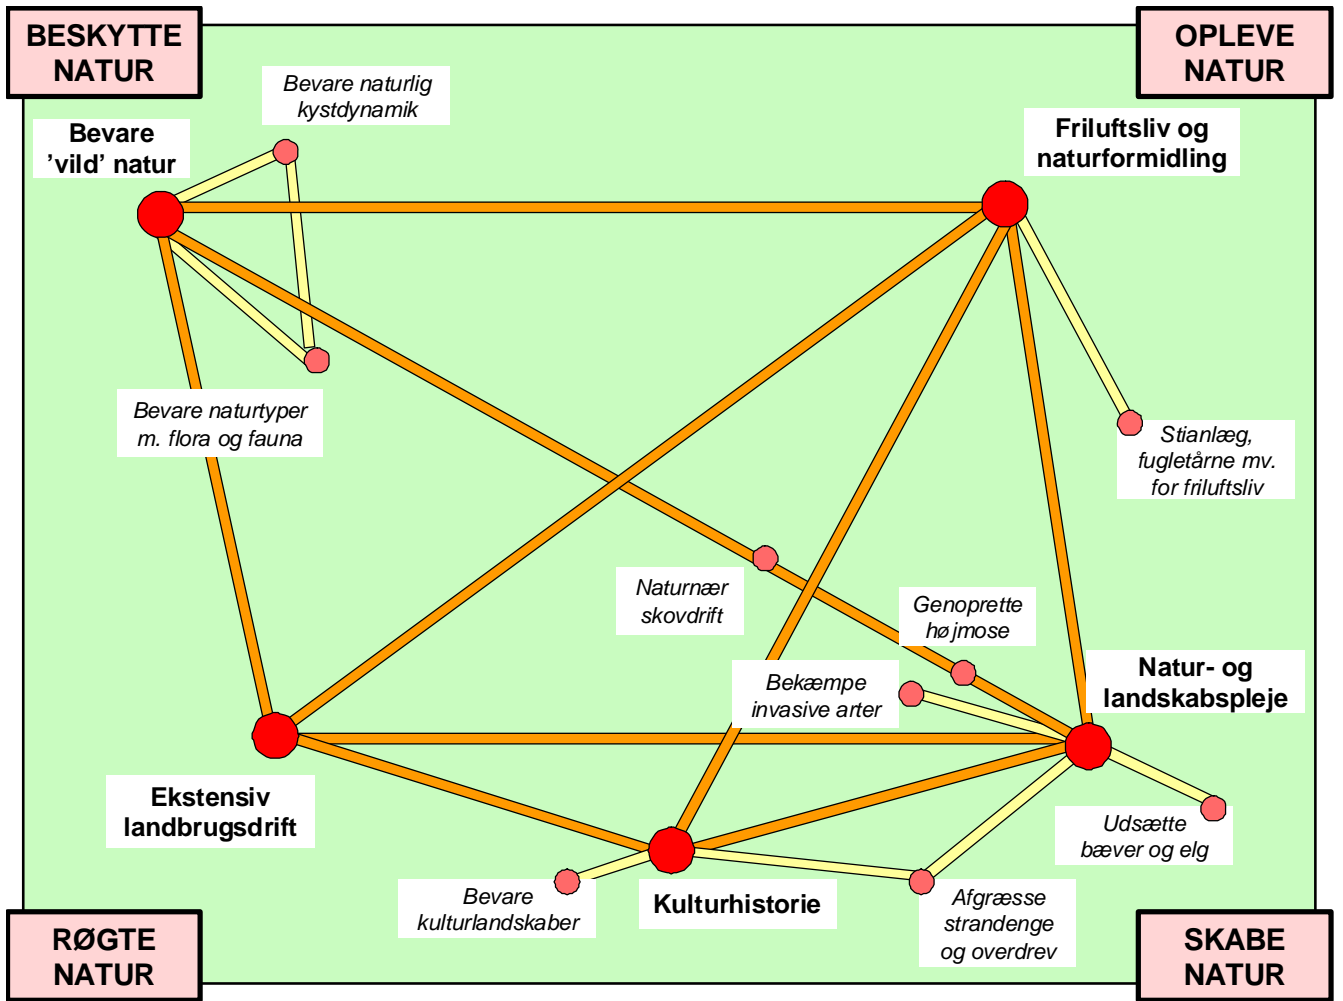 BESKYTTE
NATUR
OPLEVE
NATUR
Bevare naturlig
kystdynamik
Bevare
’vild’ natur
Friluftsliv og
naturformidling
Bevare naturtyper
m. flora og fauna
Stianlæg,
fugletårne mv.
for friluftsliv
Naturnær
skovdrift
Genoprette
højmose
Bekæmpe
invasive arter
Natur- og
landskabspleje
Ekstensiv
landbrugsdrift
Udsætte
bæver og elg
Bevare
kulturlandskaber
Kulturhistorie
Afgræsse
strandenge
og overdrev
RØGTE
NATUR
SKABE
NATUR